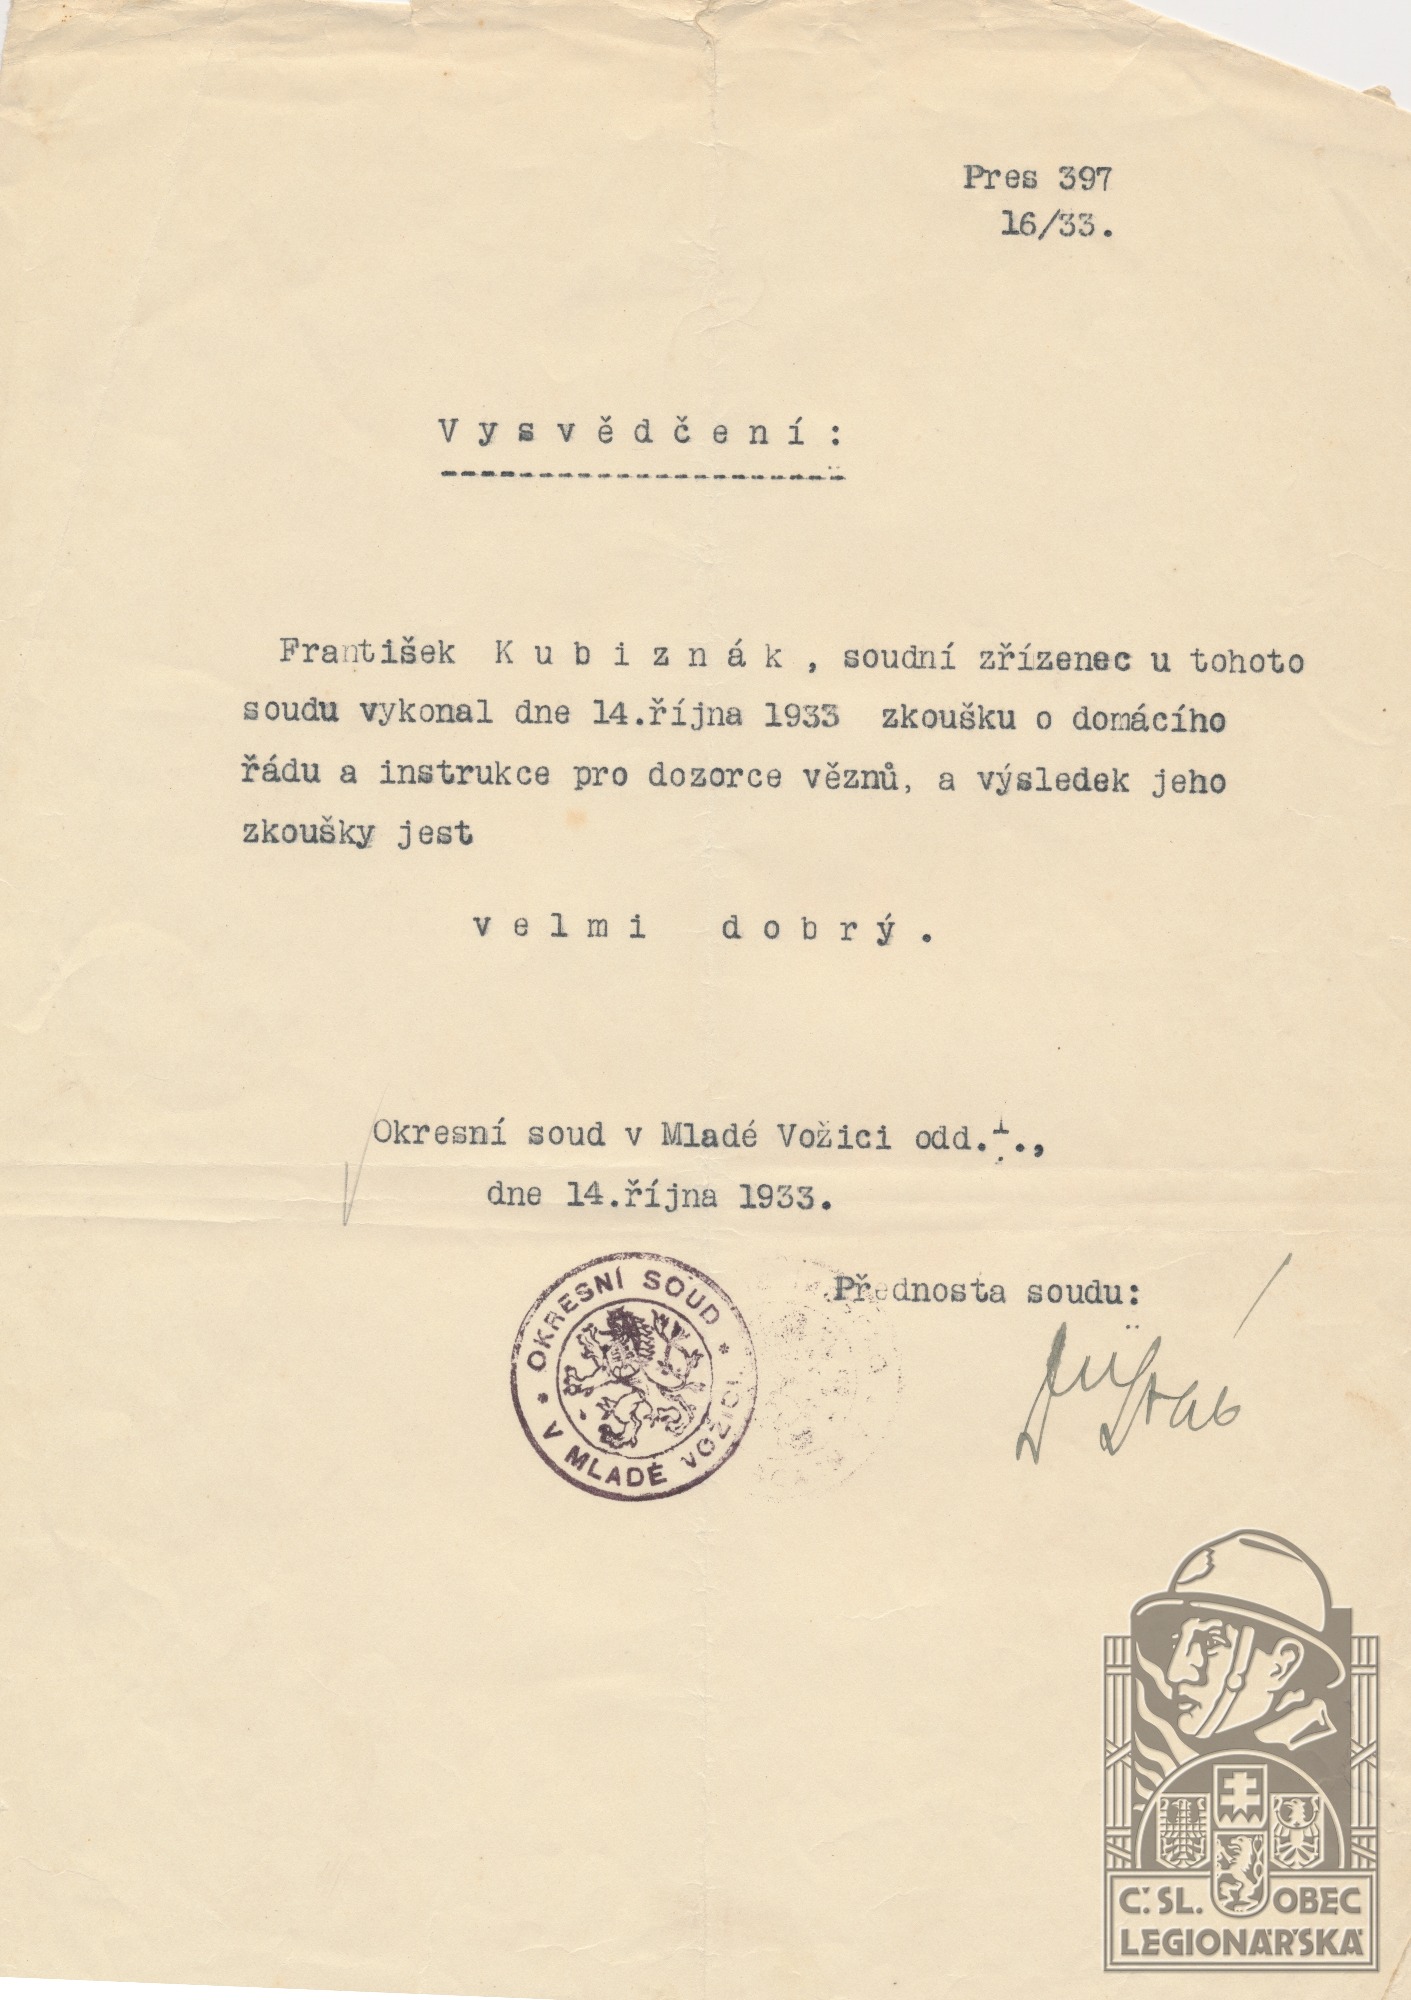 Pres 397
16/33.
Vysvědčení:
František Kubiznák, soudní zřízenec u tohoto
soudu vykonal dne 14.října 1933 zkoušku o domácího
řádu a instrukce pro dozorce věznů, a výsledek jeho
zkoušky jest
velmi dobrý.
Okresní soud v Mladé Vožici odd.I.,
dne 14.října 1933.
Přednosta soudu:
* OKRESNÍ SOUD * V MLADÉ VOŽICI
Č.SL. OBEC
LEGIONÁŘSKÁ